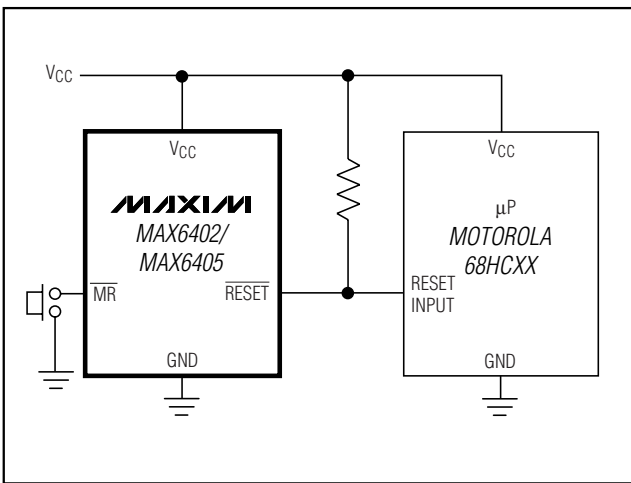 VCC
VCC
MAXIM
MAX6402/
MAX6405
MR
RESET
GND
VCC
μP
MOTOROLA
68HCXX
RESET
INPUT
GND